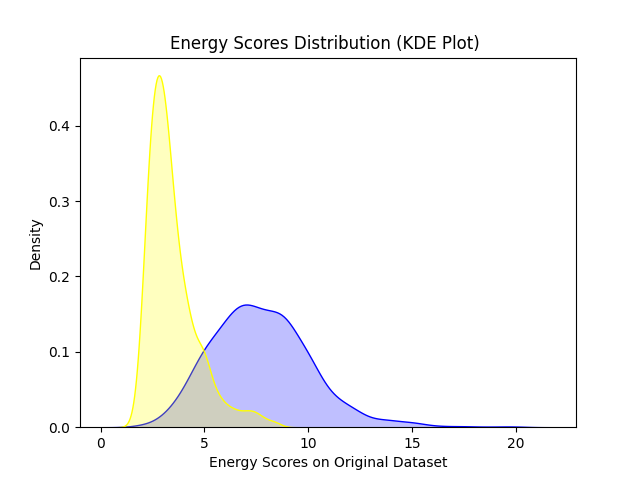 Energy Scores Distribution (KDE Plot)
Density
0.4
0.3
0.2
0.1
0.0
0 5 10 15 20
Energy Scores on Original Dataset